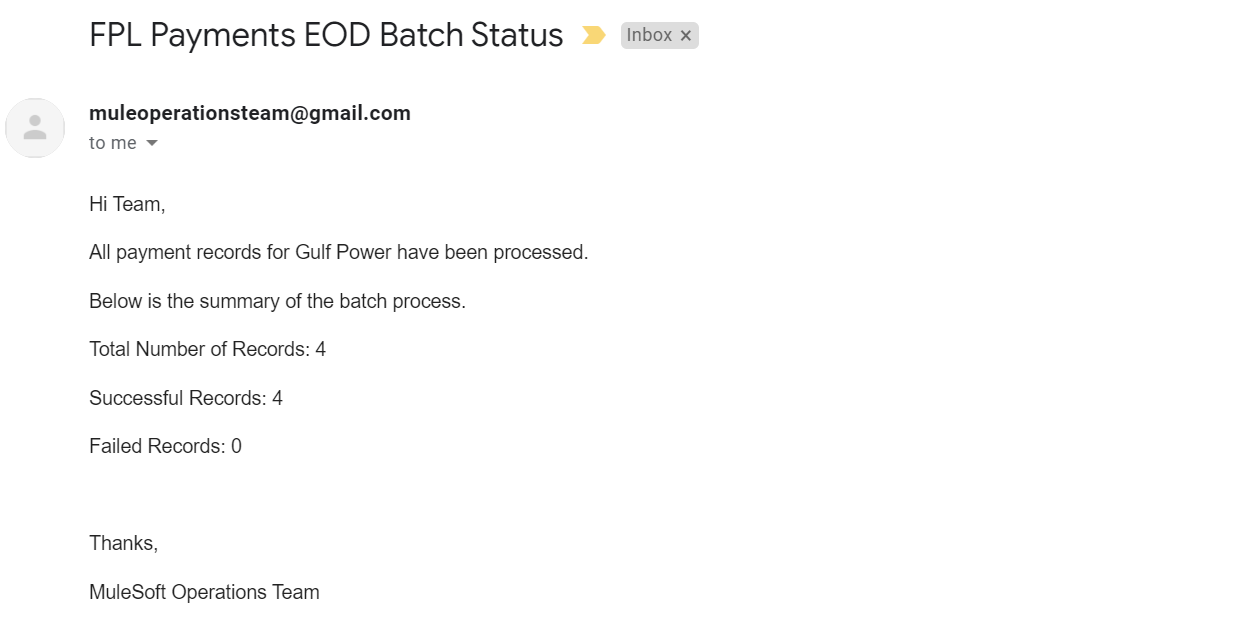 FPL Payments EOD Batch Status Inbox ×
muleoperationsteam@gmail.com
to me
Hi Team,
All payment records for Gulf Power have been processed.
Below is the summary of the batch process.
Total Number of Records: 4
Successful Records: 4
Failed Records: 0
Thanks,
MuleSoft Operations Team